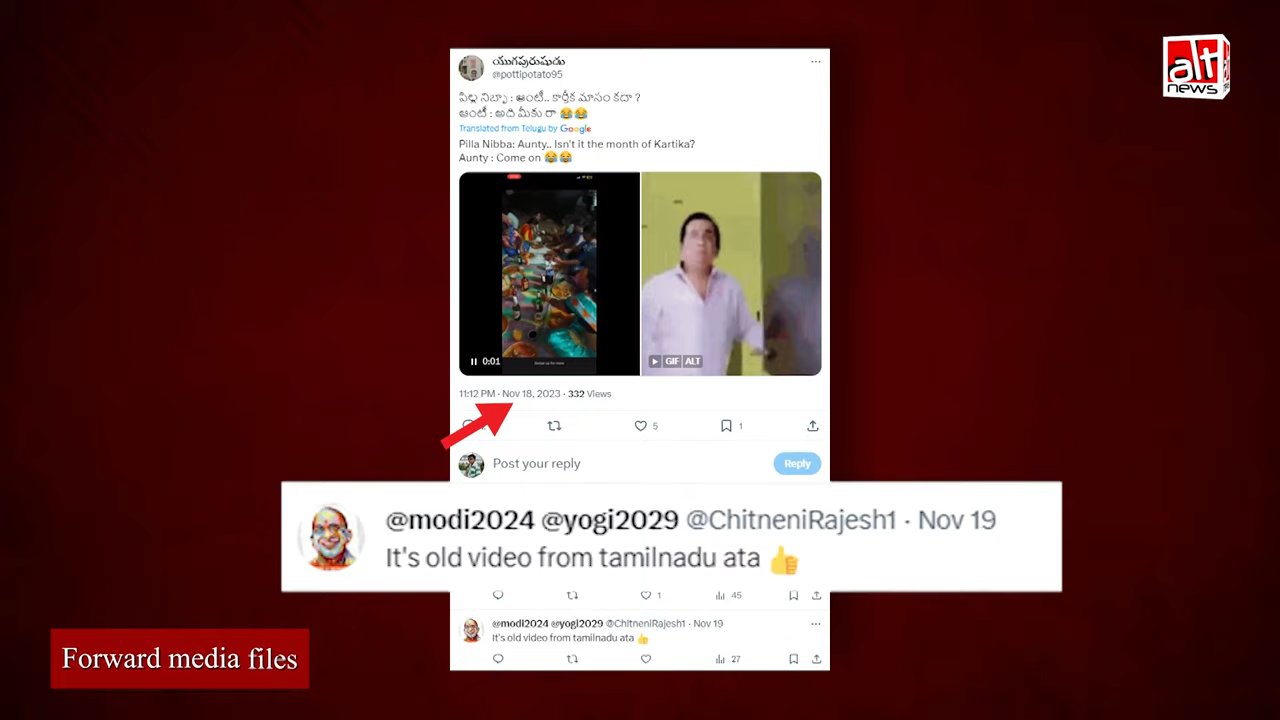 alt
news
యుగపురుషుడు
@pottipotato95
పిల్ల నిబ్బా : ఆంటీ.. కార్తీక మాసం కదా ?
ఆంటీ : అది మీకు రా 😂😂
Translated from Telugu by Google
Pilla Nibba: Aunty.. Isn't it the month of Kartika?
Aunty : Come on 😂😂
0:01
GIF ALT
11:12 PM · Nov 18, 2023 · 332 Views
5
1
Post your reply
Reply
@modi2024 @yogi2029 @ChitneniRajesh1 · Nov 19
It's old video from tamilnadu ata 👍
1
45
@modi2024 @yogi2029 @ChitneniRajesh1 · Nov 19
It's old video from tamilnadu ata 👍
27
Forward media files